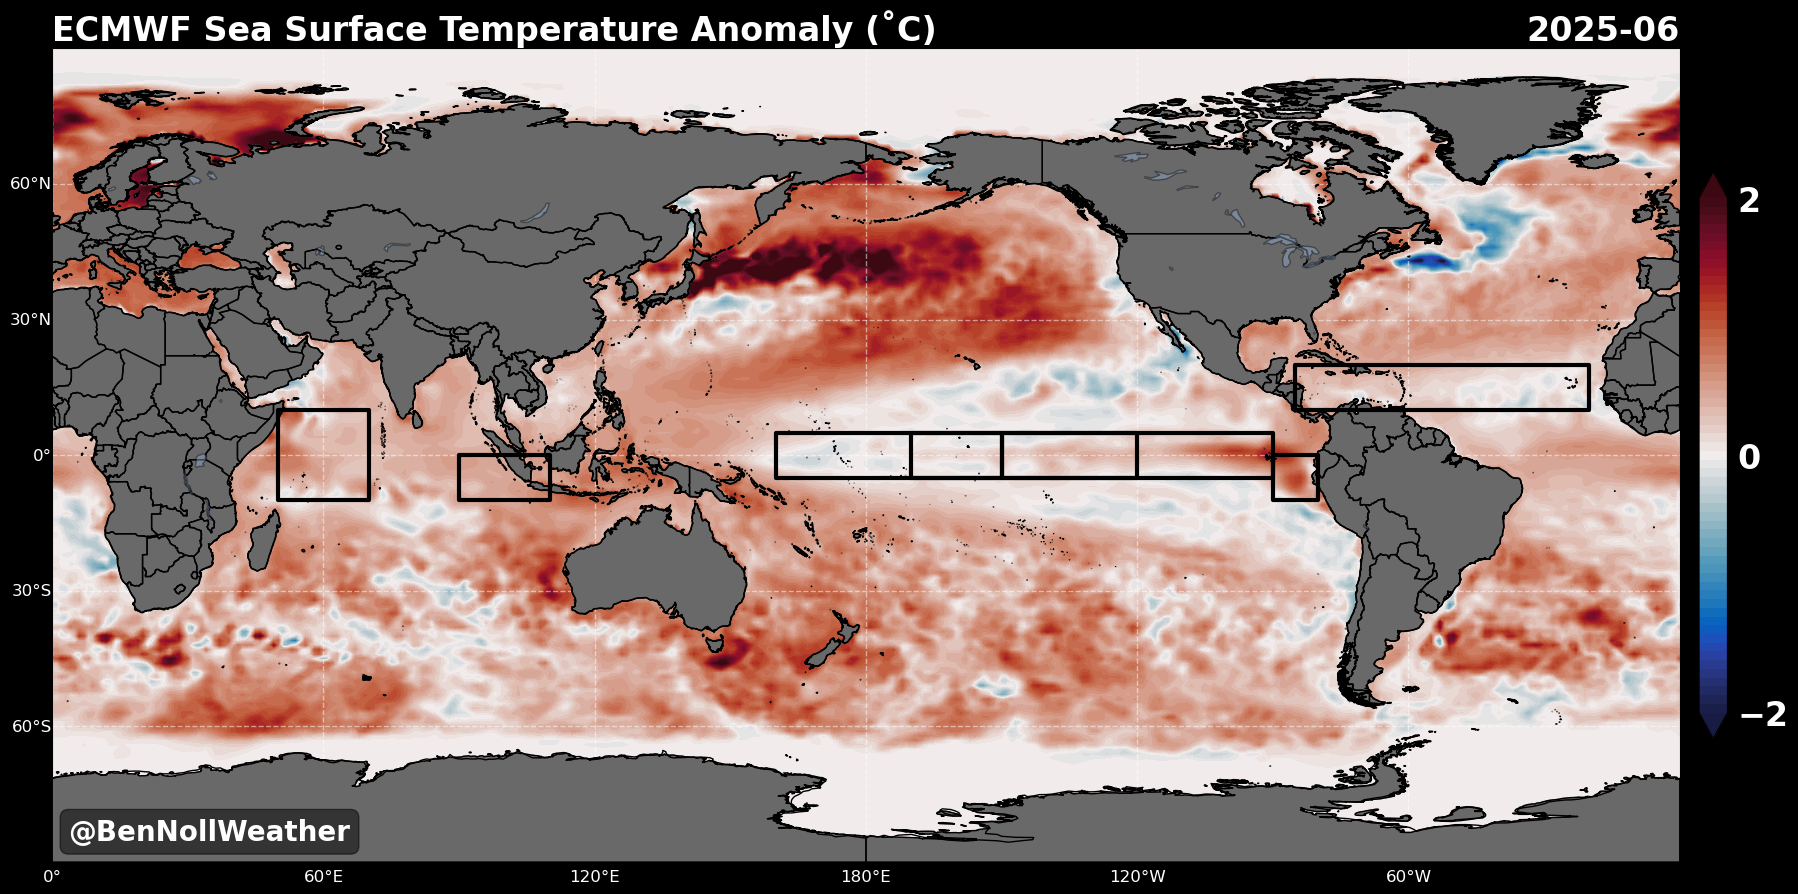 ECMWF Sea Surface Temperature Anomaly (˚C)
2025-06
60°N
30°N
0°
30°S
60°S
0°
60°E
120°E
180°E
120°W
60°W
2
0
−2
@BenNollWeather